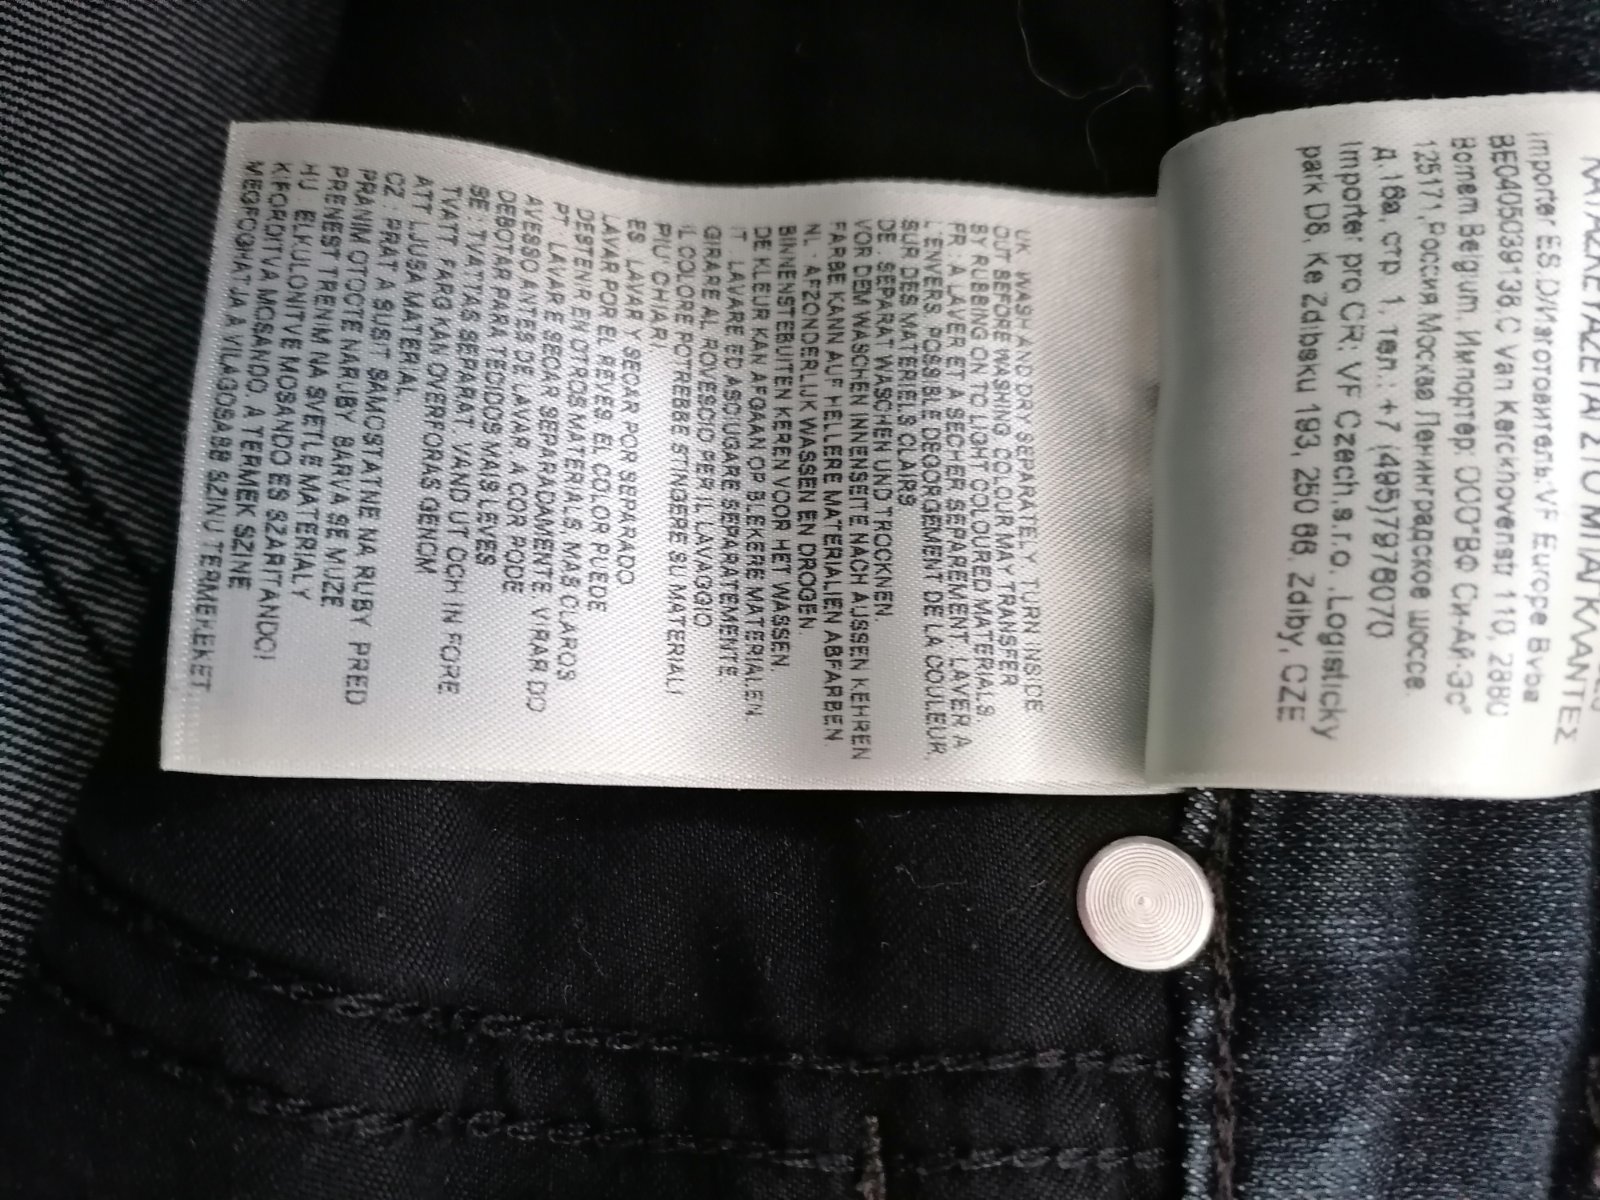 ΚΑΤΑΣΚΕΥΑΖΕΤΑΙ ΣΤΟ ΜΠΑΓΚΛΑΝΤΕΣ
Importer ES D/Изготовитель:VF Europe Bvba
BE0405039138.C Van Kerckhovenstr 110, 2880
Bornem Belgium. Импортер ООО"ВФ Си-Ай-Эс"
125171,Россия Москва Ленинградское шоссе
д 16а, стр 1, тел.: +7 (495)7978070
Importer pro CR: VF Czech s.r.o. ,Logisticky
park D8, Ke Zdibsku 193, 250 66, Zdiby, CZE
UK WASH AND DRY SEPARATELY, TURN INSIDE
OUT BEFORE WASHING. COLOUR MAY TRANSFER
BY RUBBING ON TO LIGHT COLOURED MATERIALS
FR : A LAVER ET A SECHER SEPAREMENT. LAVER A
L'ENVERS. POSSIBLE DEGORGEMENT DE LA COULEUR
SUR DES MATERIELS CLAIRS
DE : SEPARAT WASCHEN UND TROCKNEN.
VOR DEM WASCHEN INNENSEITE NACH AUSSEN KEHREN
FARBE KANN AUF HELLERE MATERIALIEN ABFARBEN.
NL : AFZONDERLIJK WASSEN EN DROGEN.
BINNENSTEBUITEN KEREN VOOR HET WASSEN.
DE KLEUR KAN AFGAAN OP BLEKERE MATERIALEN.
IT LAVARE ED ASCIUGARE SEPARATEMENTE
GIRARE AL ROVESCIO PER IL LAVAGGIO
IL COLORE POTREBBE STINGERE SU MATERIALI
PIU CHIARI
ES: LAVAR Y SECAR POR SEPARADO
LAVAR POR EL REVES EL COLOR PUEDE
DESTENIR EN OTROS MATERIALS MAS CLAROS
PT LAVAR SECAR SEPARADAMENTE. VIRAR DO
AVESSO ANTES DE LAVAR. A COR PODE
DEBOTAR PARA TECIDOS MAIS LEVES
SE: TVATTAS SEPARAT. VAND UT OCH IN FORE
TVATT. FARG KAN OVERFORAS GENOM
ATT LJUSA MATERIAL
CZ PRAT A SUSIT SAMOSTATNE NA RUBY. PRED
PRANIM OTOCTE NARUBY. BARVA SE MUZE
PRENEST TRENIM NA SVETLE MATERIALY
HU ELKULONITVE MOSANDO ES SZARITANDO!
KIFORDITVA MOSANDO. A TERMEK SZINE
MEGFOGHATJA A VILAGOSABB SZINU TERMEKEKET.